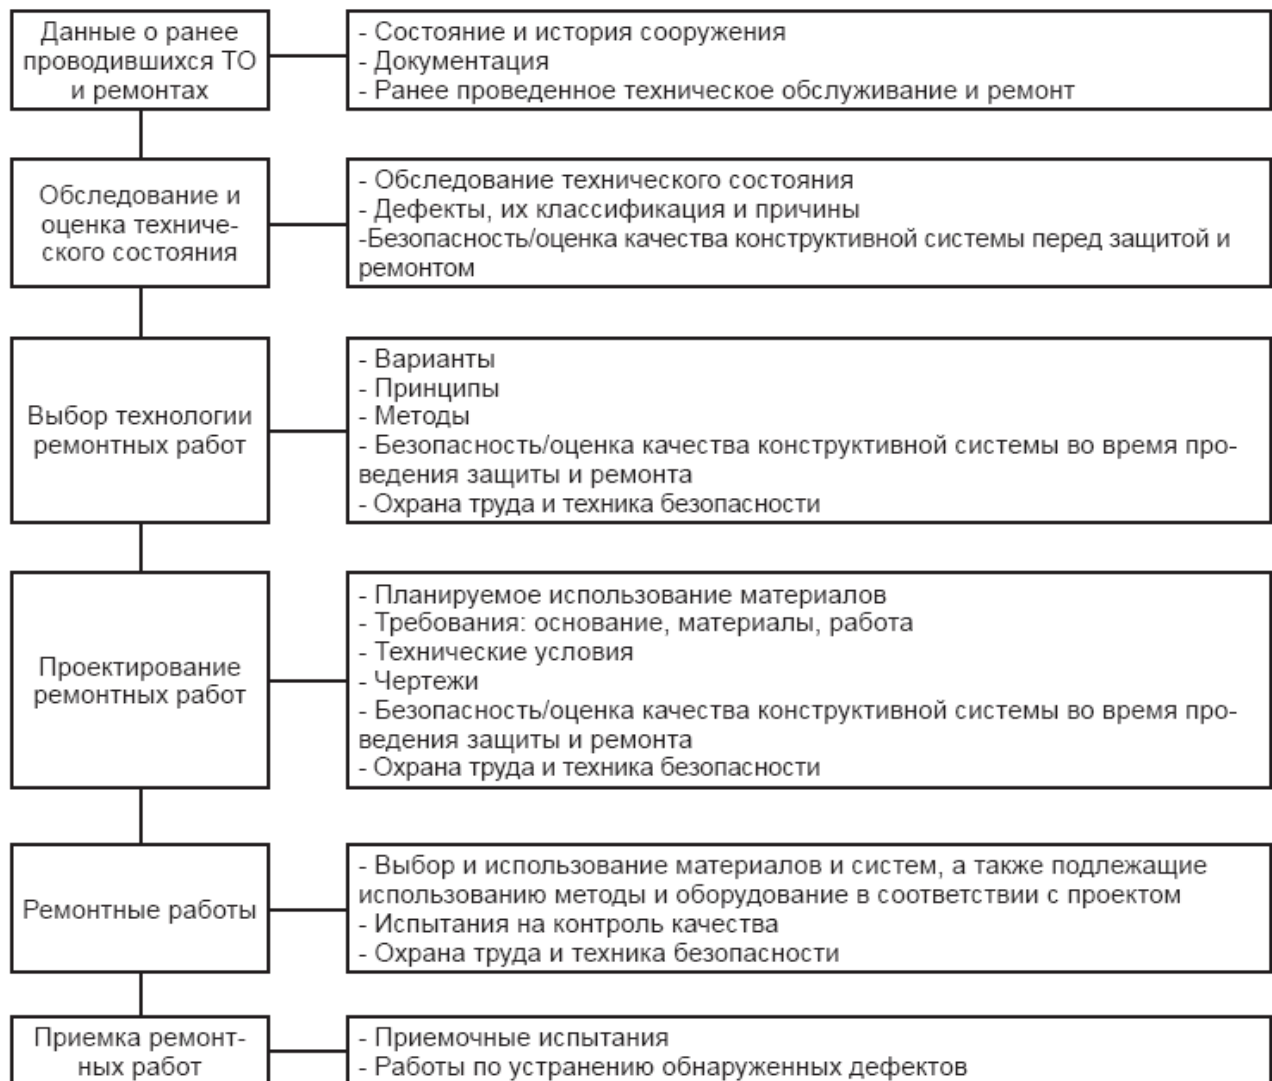 Данные о ранее
проводившихся ТО
и ремонтах
- Состояние и история сооружения
- Документация
- Ранее проведенное техническое обслуживание и ремонт
Обследование и
оценка техниче-
ского состояния
- Обследование технического состояния
- Дефекты, их классификация и причины
-Безопасность/оценка качества конструктивной системы перед защитой и
ремонтом
Выбор технологии
ремонтных работ
- Варианты
- Принципы
- Методы
- Безопасность/оценка качества конструктивной системы во время про-
ведения защиты и ремонта
- Охрана труда и техника безопасности
Проектирование
ремонтных работ
- Планируемое использование материалов
- Требования: основание, материалы, работа
- Технические условия
- Чертежи
- Безопасность/оценка качества конструктивной системы во время про-
ведения защиты и ремонта
- Охрана труда и техника безопасности
Ремонтные работы
- Выбор и использование материалов и систем, а также подлежащие
использованию методы и оборудование в соответствии с проектом
- Испытания на контроль качества
- Охрана труда и техника безопасности
Приемка ремонт-
ных работ
- Приемочные испытания
- Работы по устранению обнаруженных дефектов